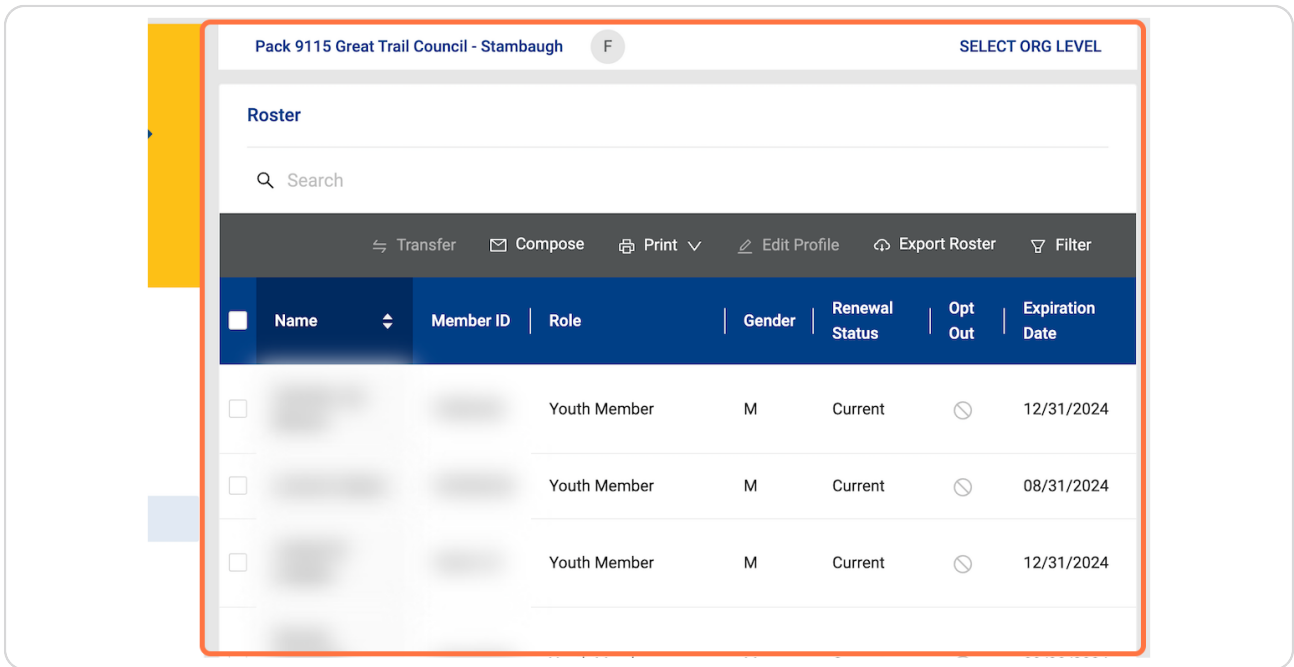 Pack 9115 Great Trail Council - Stambaugh F SELECT ORG LEVEL
Roster
Search
Transfer Compose Print Edit Profile Export Roster Filter
Name Member ID Role Gender Renewal Status Opt Out Expiration Date
Youth Member M Current 12/31/2024
Youth Member M Current 08/31/2024
Youth Member M Current 12/31/2024